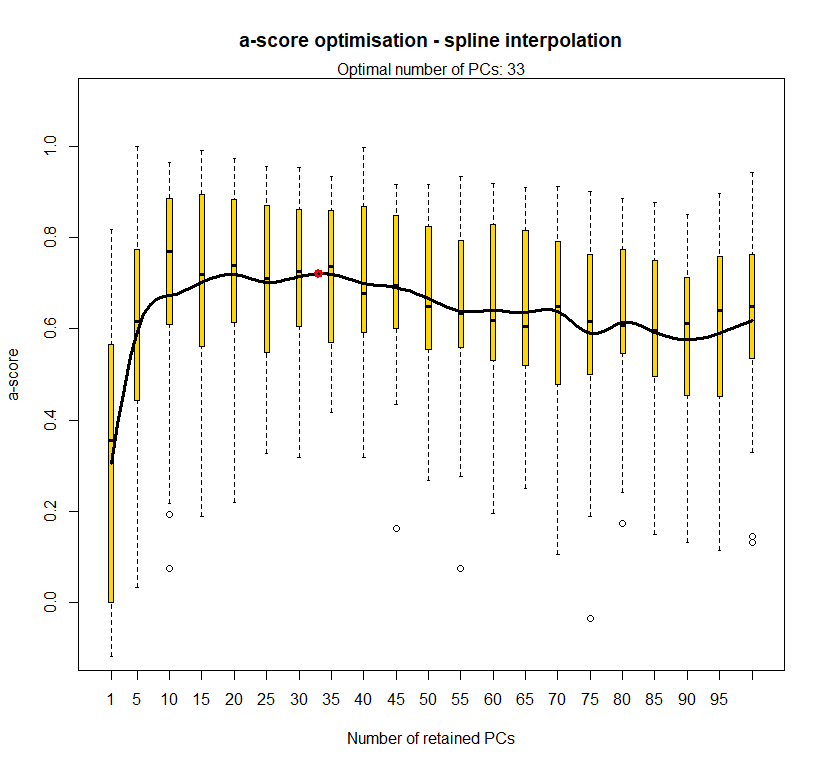 a-score optimisation - spline interpolation
Optimal number of PCs: 33
a-score
1.0
0.8
0.6
0.4
0.2
0.0
1 5 10 15 20 25 30 35 40 45 50 55 60 65 70 75 80 85 90 95
Number of retained PCs